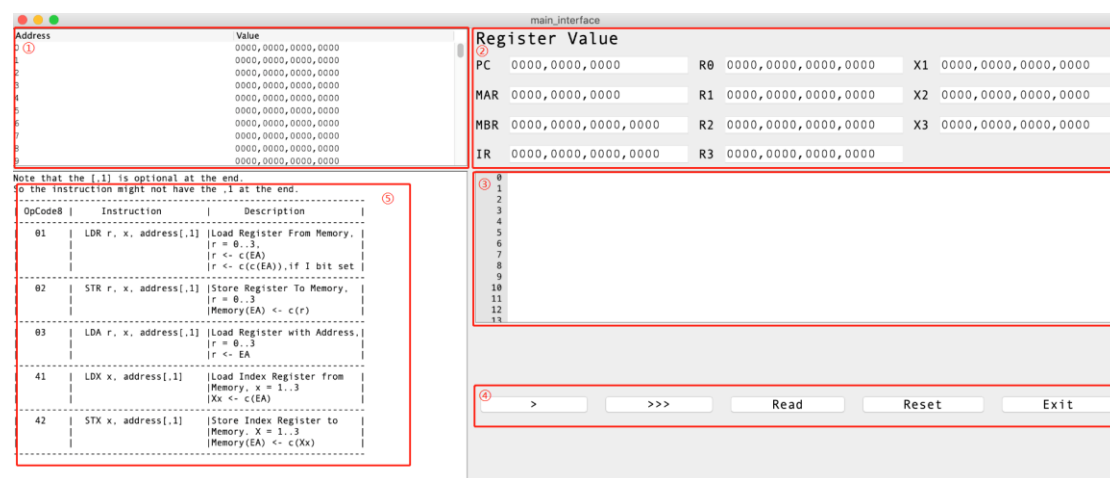 main_interface
Address Value
① 
0 0000,0000,0000,0000
1 0000,0000,0000,0000
2 0000,0000,0000,0000
3 0000,0000,0000,0000
4 0000,0000,0000,0000
5 0000,0000,0000,0000
6 0000,0000,0000,0000
7 0000,0000,0000,0000
8 0000,0000,0000,0000
9 0000,0000,0000,0000
Register Value
②
PC 0000,0000,0000 R0 0000,0000,0000,0000 X1 0000,0000,0000,0000
MAR 0000,0000,0000 R1 0000,0000,0000,0000 X2 0000,0000,0000,0000
MBR 0000,0000,0000,0000 R2 0000,0000,0000,0000 X3 0000,0000,0000,0000
IR 0000,0000,0000,0000 R3 0000,0000,0000,0000
Note that the [,1] is optional at the end.
So the instruction might not have the ,1 at the end.
⑤
---------------------------------------------------------
| OpCode8 | Instruction | Description |
---------------------------------------------------------
| 01 | LDR r, x, address[,1] |Load Register From Memory, |
| | |r = 0..3, |
| | |r <- c(EA) |
| | |r <- c(c(EA)),if I bit set |
---------------------------------------------------------
| 02 | STR r, x, address[,1] |Store Register To Memory, |
| | |r = 0..3 |
| | |Memory(EA) <- c(r) |
---------------------------------------------------------
| 03 | LDA r, x, address[,1] |Load Register with Address,|
| | |r = 0..3 |
| | |r <- EA |
---------------------------------------------------------
| 41 | LDX x, address[,1] |Load Index Register from |
| | |Memory, x = 1..3 |
| | |Xx <- c(EA) |
---------------------------------------------------------
| 42 | STX x, address[,1] |Store Index Register to |
| | |Memory. X = 1..3 |
| | |Memory(EA) <- c(Xx) |
---------------------------------------------------------
③
0
1
2
3
4
5
6
7
8
9
10
11
12
13
④
> >>> Read Reset Exit